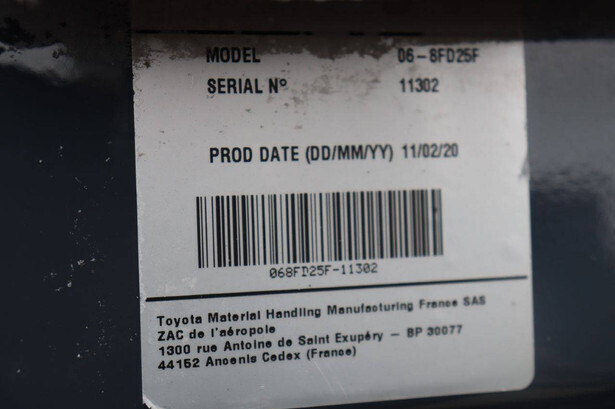 MODEL 06-8FD25F
SERIAL Nº 11302
PROD DATE (DD/MM/YY) 11/02/20
068FD25F-11302
Toyota Material Handling Manufacturing France SAS
ZAC de l'aéropole
1300 rue Antoine de Saint Exupéry - BP 30077
44152 Ancenis Cedex (France)